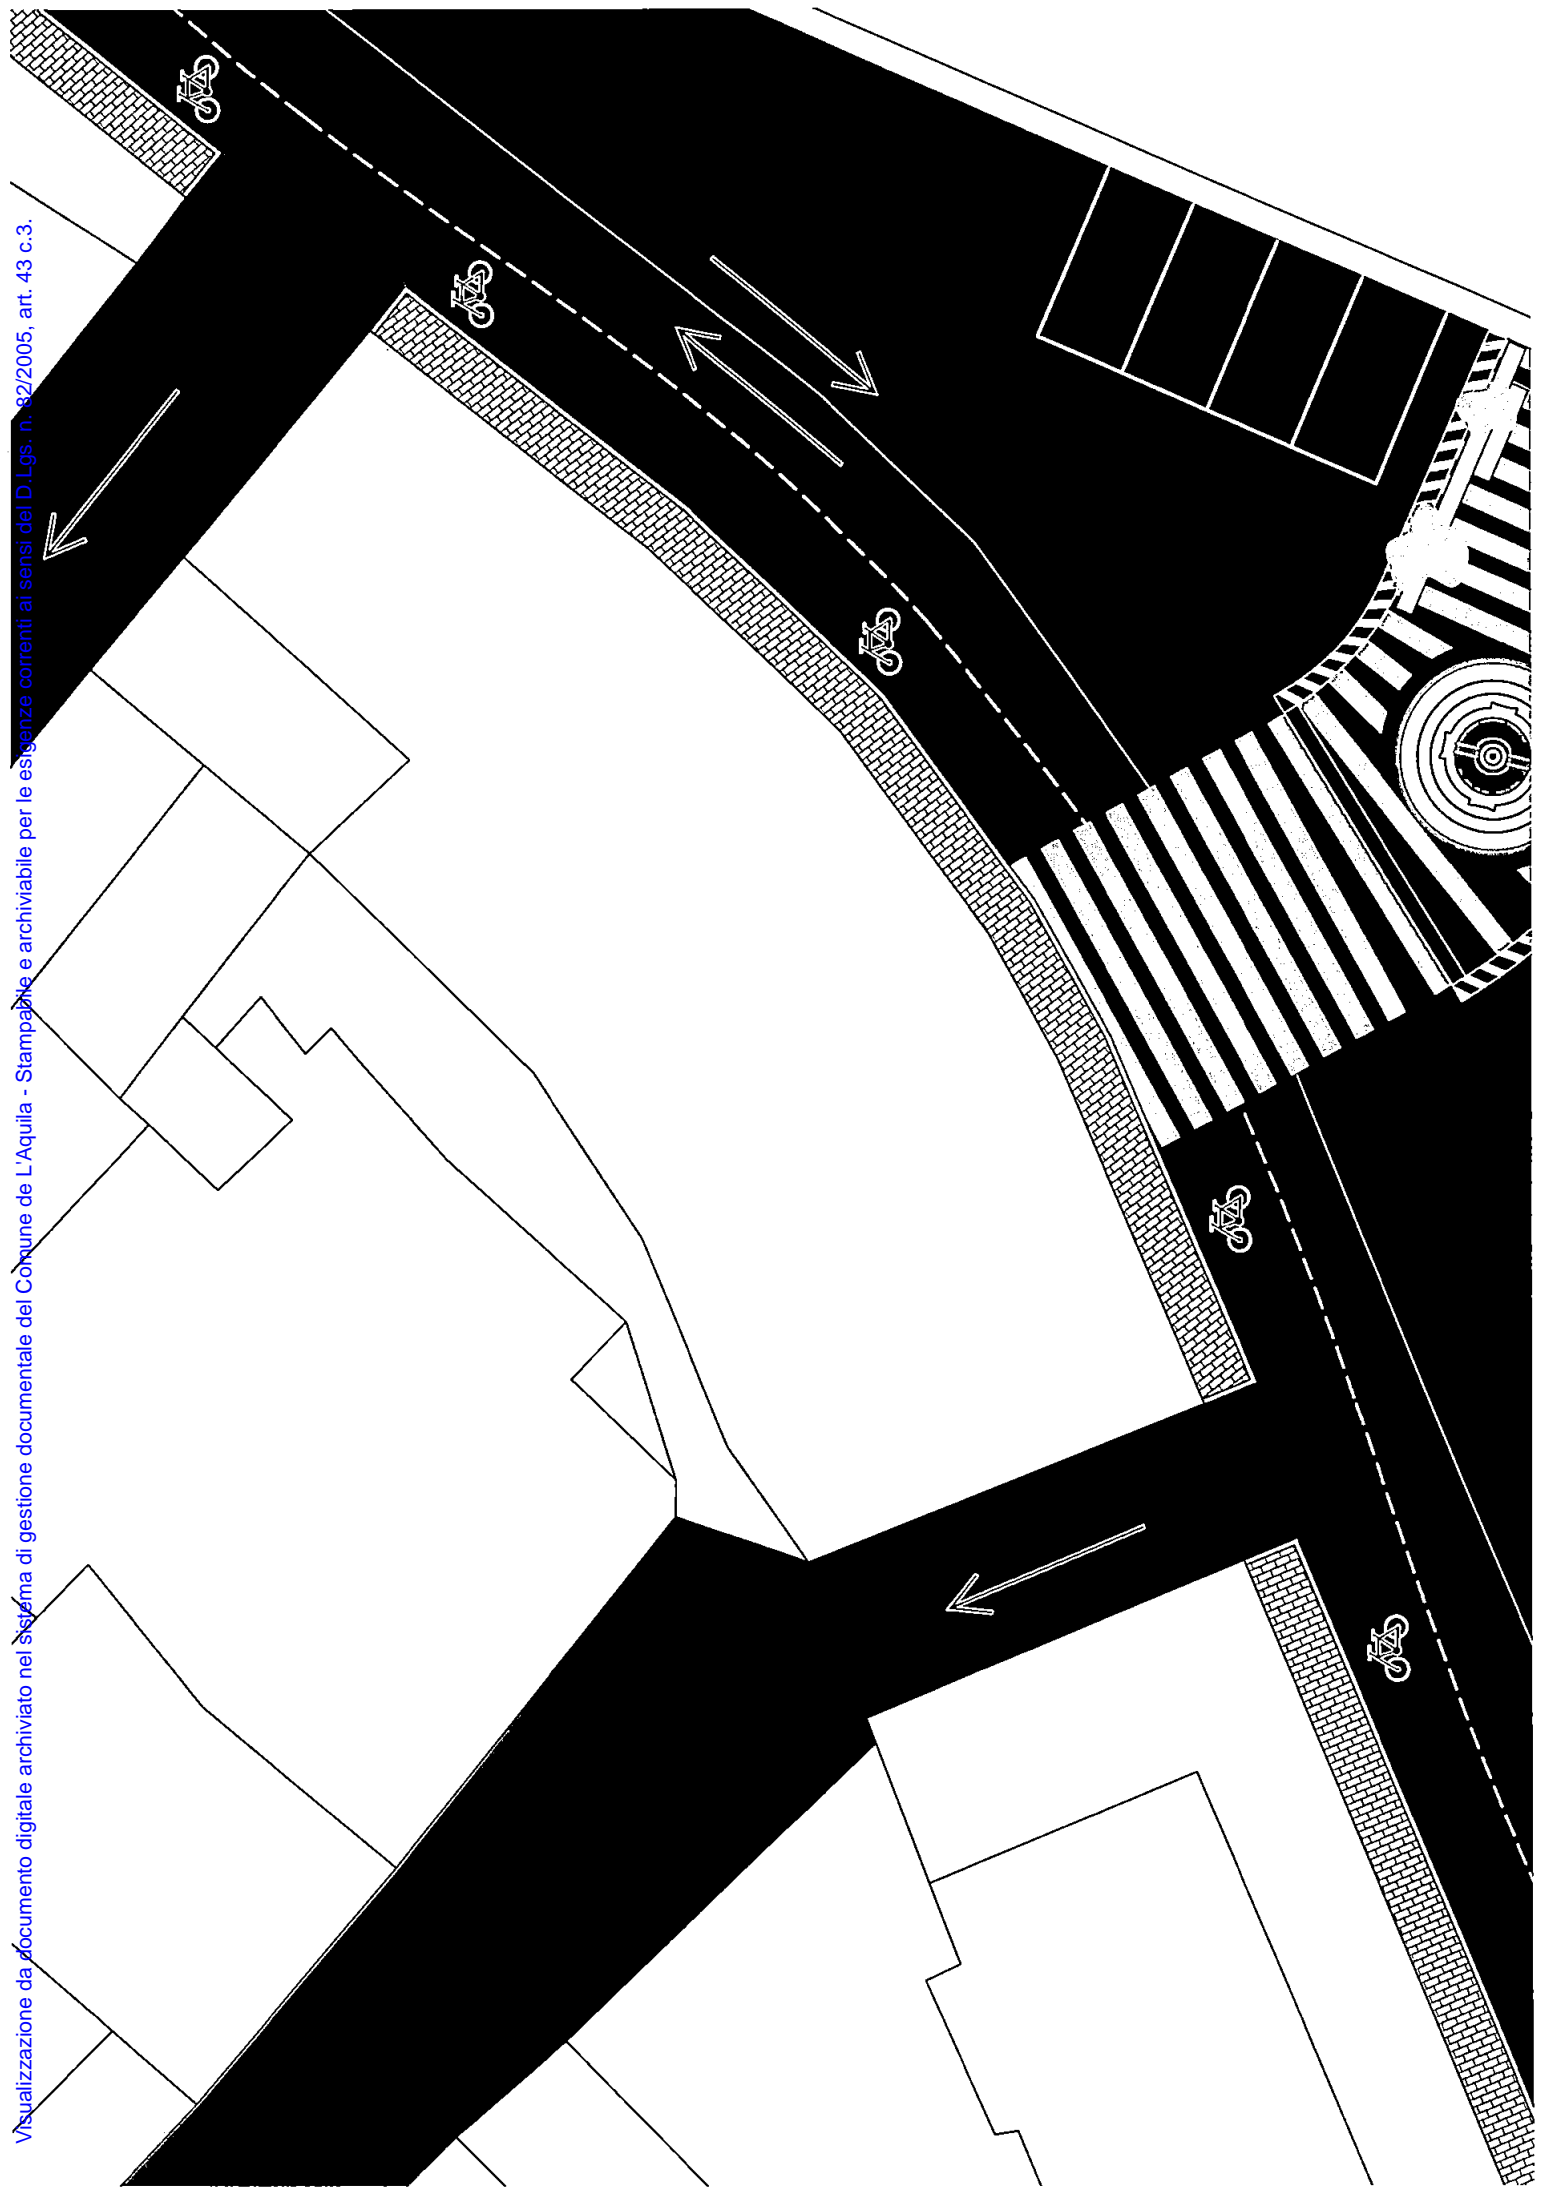 Visualizzazione da documento digitale archiviato nel sistema di gestione documentale del Comune de L'Aquila - Stampabile e archiviabile per le esigenze correnti ai sensi del D.Lgs. n. 82/2005, art. 43 c.3.